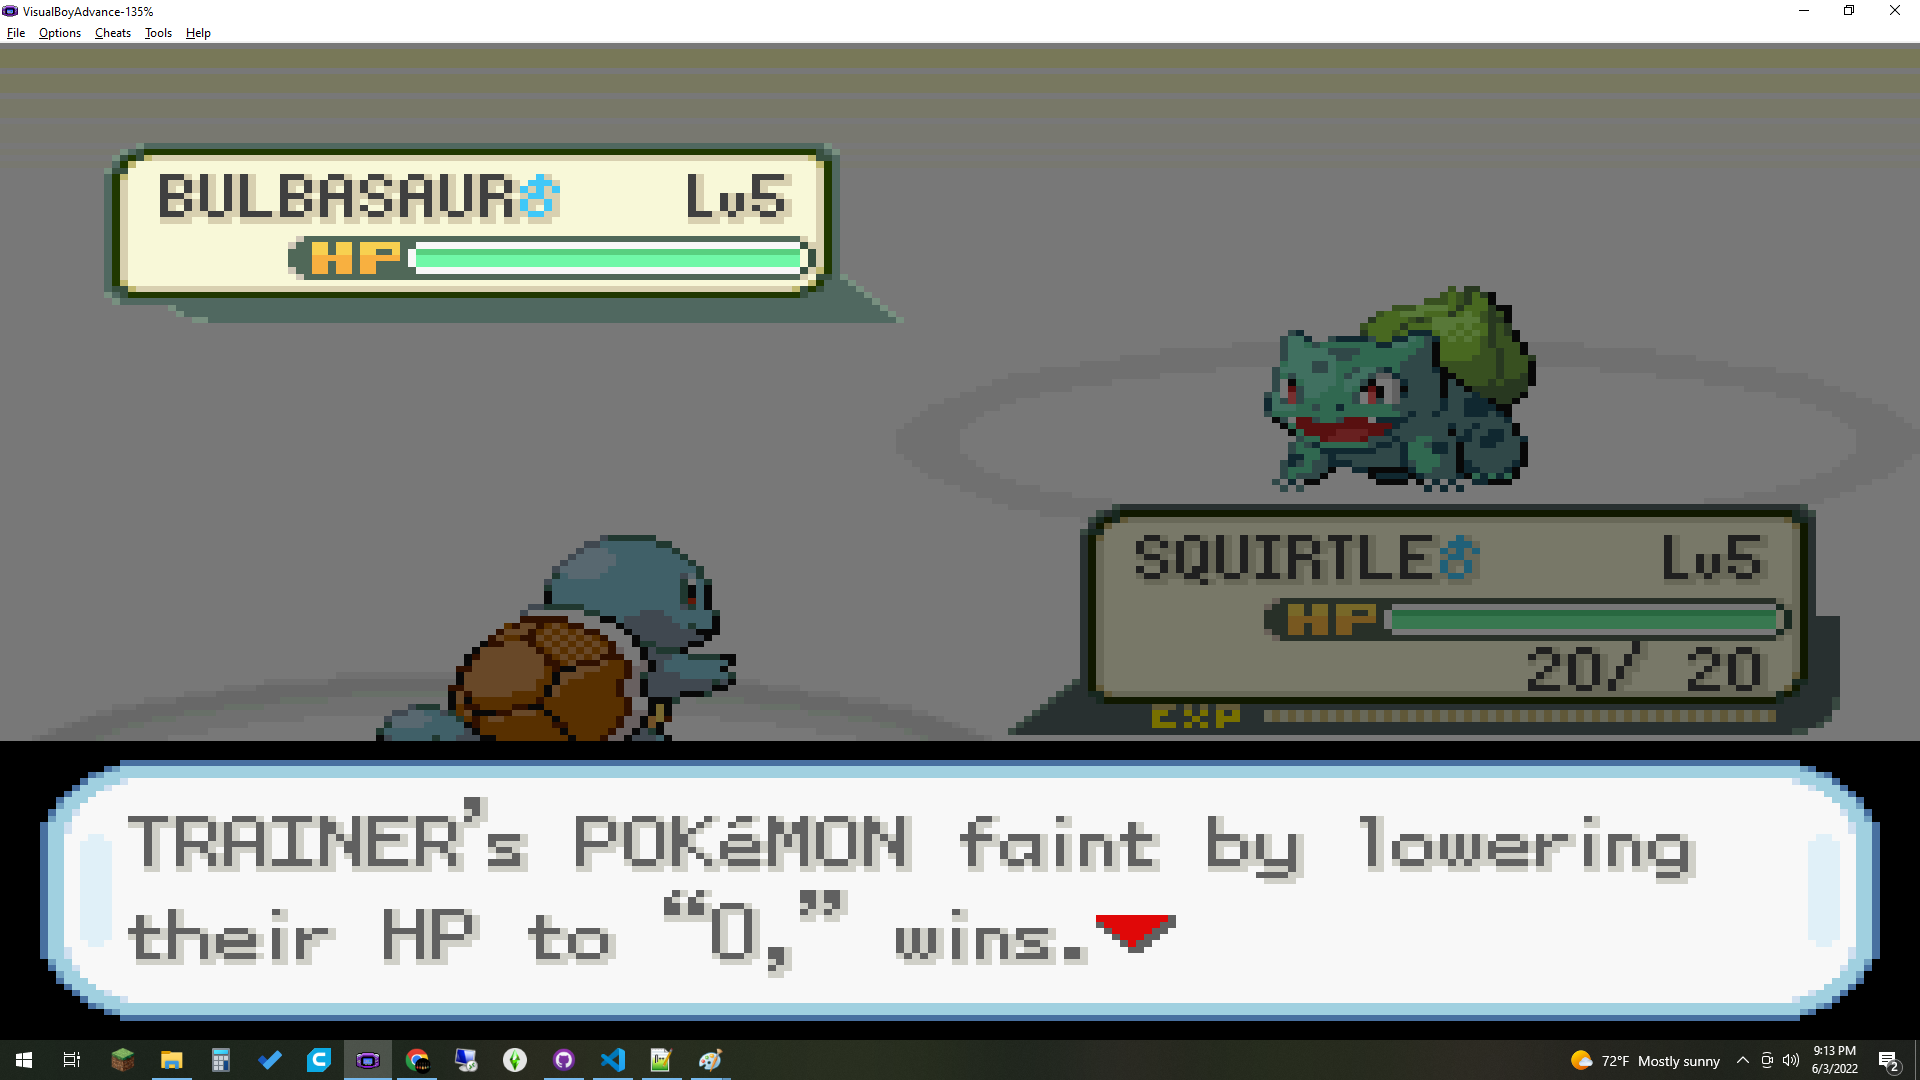 VisualBoyAdvance-135%
File Options Cheats Tools Help
BULBASAUR♂ Lv5
HP
SQUIRTLE♂ Lv5
HP
20/ 20
EXP
TRAINER's POKéMON faint by lowering
their HP to “0,” wins.
72°F Mostly sunny
9:13 PM
6/3/2022
2